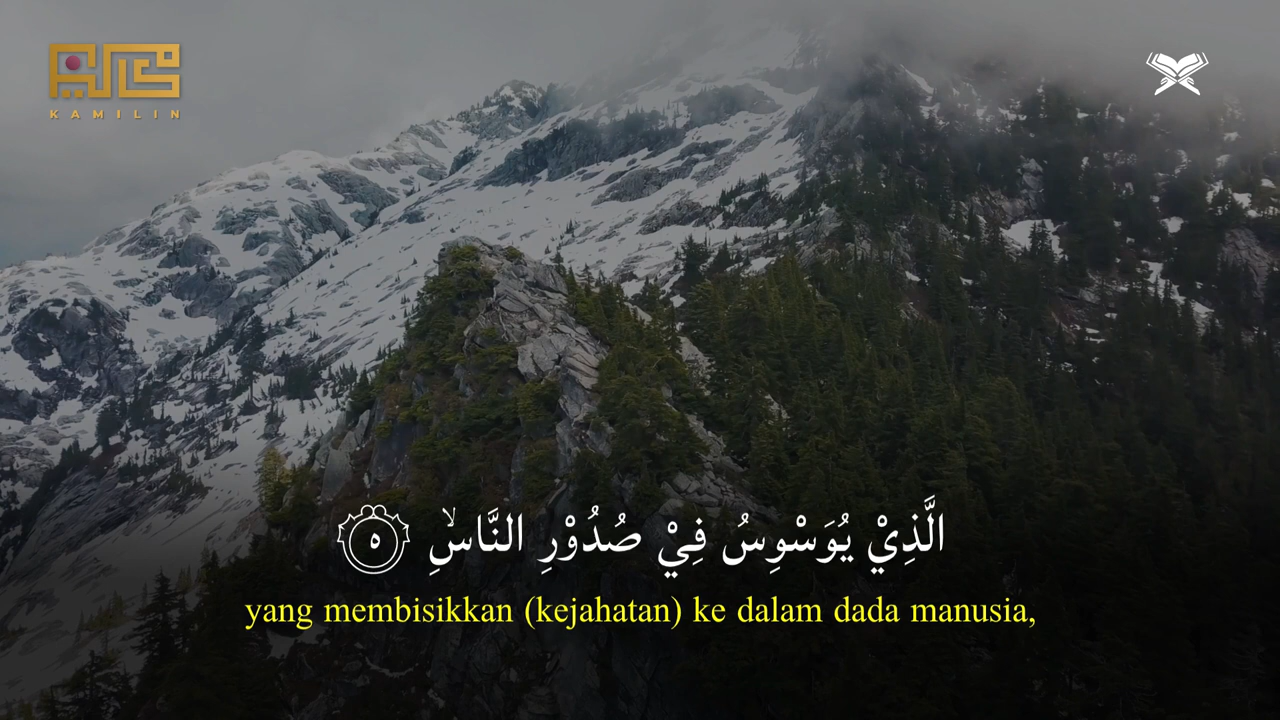 KAMILIN
الَّذِيْ يُوَسْوِسُ فِيْ صُدُوْرِ النَّاسِۙ ٥
yang membisikkan (kejahatan) ke dalam dada manusia,